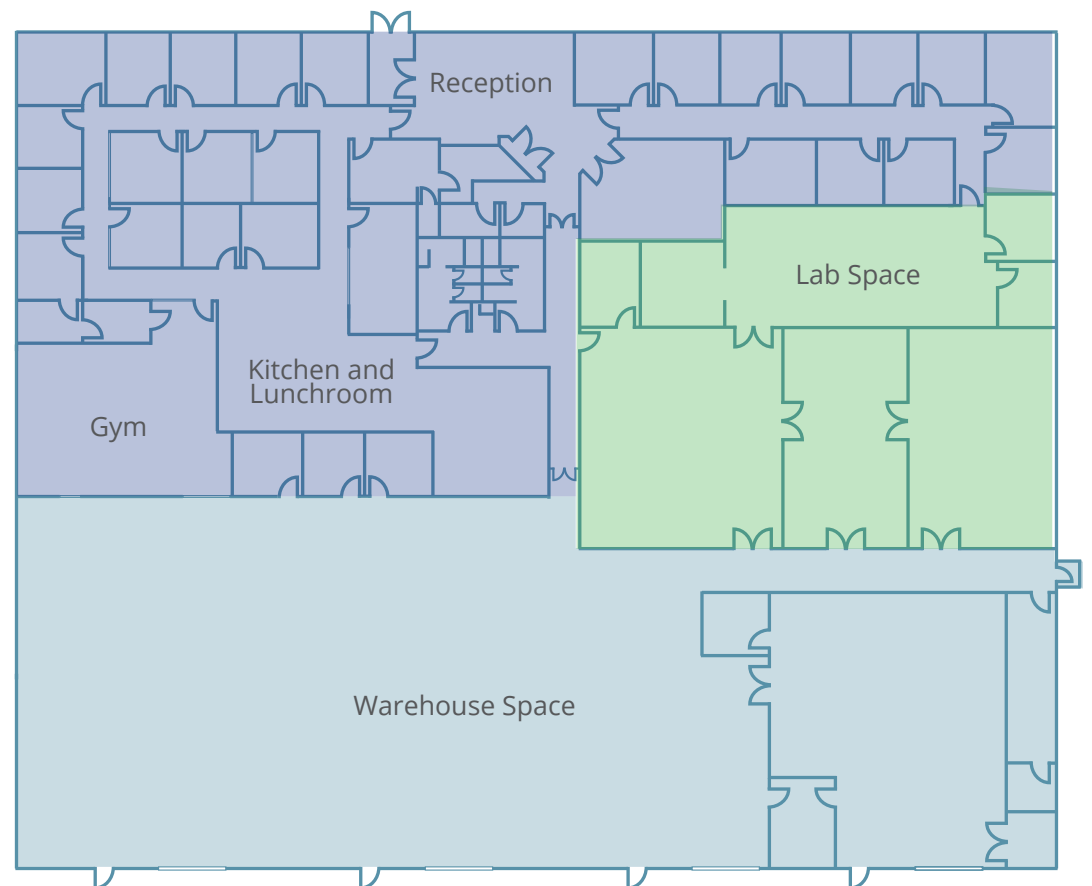 Reception
Lab Space
Kitchen and
Lunchroom
Gym
Warehouse Space